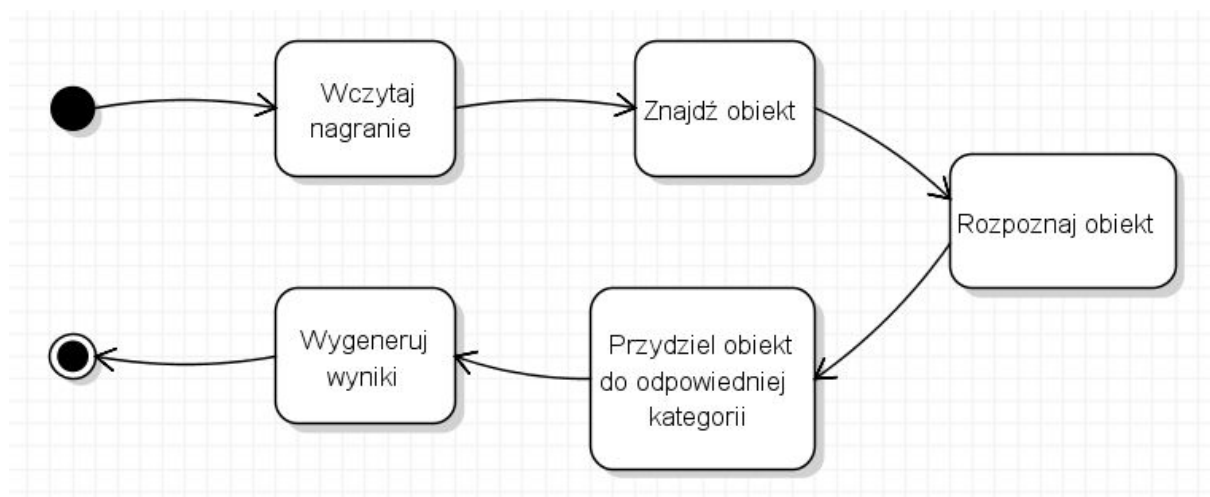 Wczytaj
nagranie
Znajdź obiekt
Rozpoznaj obiekt
Przydziel obiekt
do odpowiedniej
kategorii
Wygeneruj
wyniki